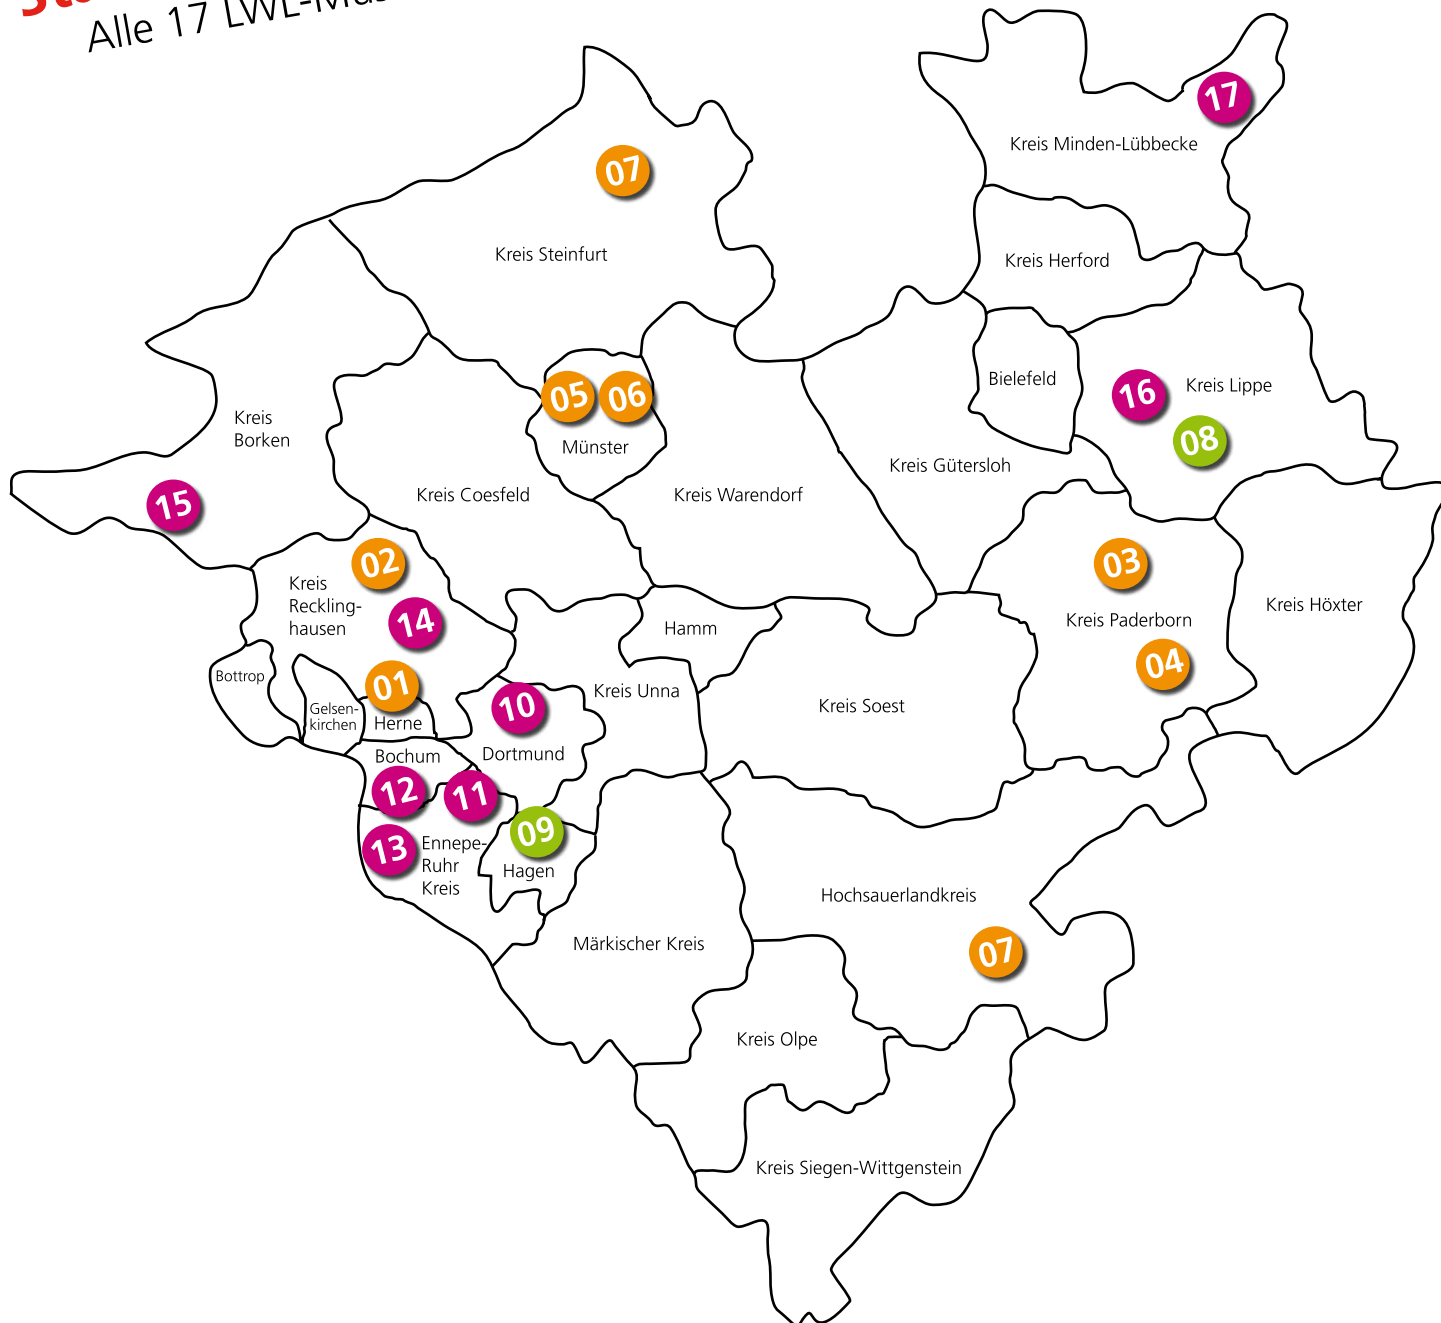 Alle 17
17
Kreis Minden-Lübbecke
07
Kreis Steinfurt
Kreis Herford
05
06
Münster
Bielefeld
16
Kreis Lippe
08
Kreis
Borken
Kreis Gütersloh
15
Kreis Coesfeld
Kreis Warendorf
02
Kreis
Reckling-
hausen
14
03
Kreis Paderborn
04
Kreis Höxter
Hamm
Bottrop
01
Gelsen-
kirchen
Herne
10
Dortmund
Kreis Unna
Kreis Soest
Bochum
12
11
13
Ennepe-
Ruhr
Kreis
09
Hagen
Hochsauerlandkreis
07
Märkischer Kreis
Kreis Olpe
Kreis Siegen-Wittgenstein